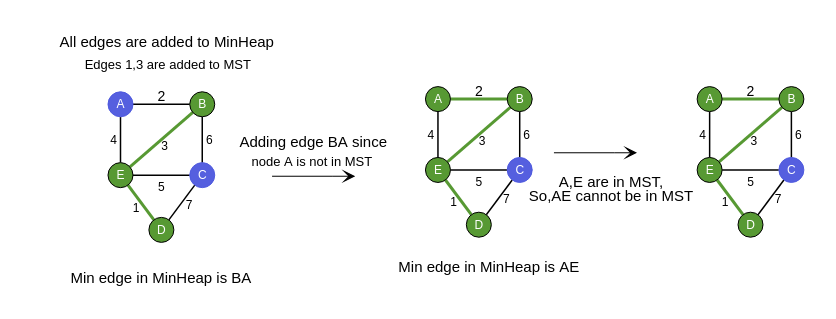 All edges are added to MinHeap
Edges 1,3 are added to MST
A
2
B
4
3
6
E
5
C
1
7
D
Min edge in MinHeap is BA
Adding edge BA since
node A is not in MST
A
2
B
4
3
6
E
5
C
1
7
D
Min edge in MinHeap is AE
A,E are in MST,
So,AE cannot be in MST
A
2
B
4
3
6
E
5
C
1
7
D